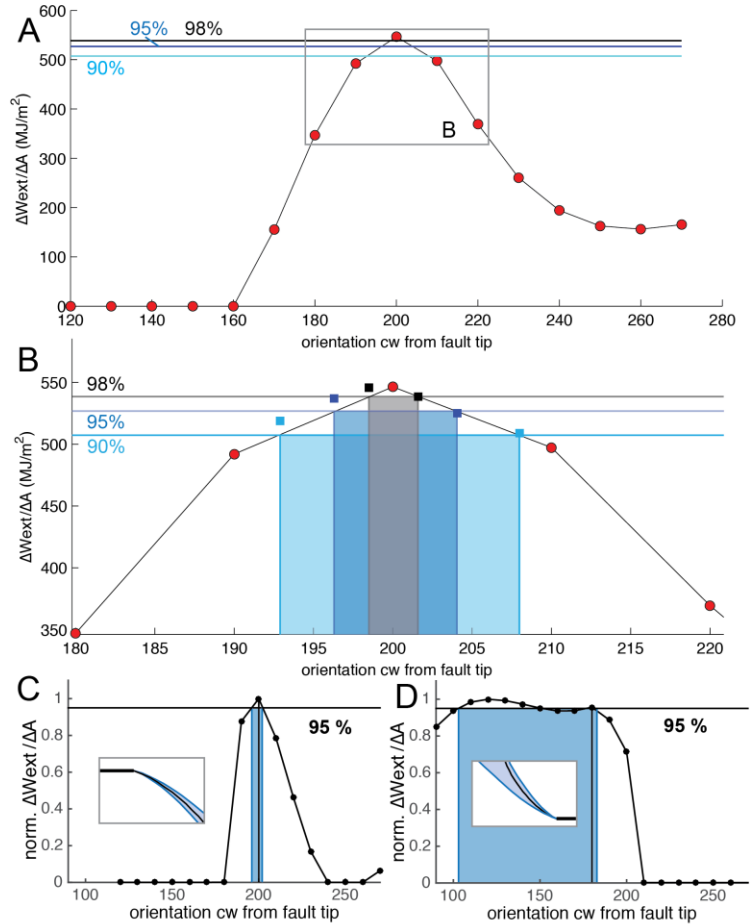 A
600
95% 98%
500
90%
400
B
300
200
100
0
ΔWext/ΔA (MJ/m²)
120 140 160 180 200 220 240 260 280
orientation cw from fault tip
B
550
98%
95%
500
90%
450
400
350
ΔWext/ΔA (MJ/m²)
180 185 190 195 200 205 210 215 220
orientation cw from fault tip
C
1
95 %
0.8
0.6
0.4
0.2
0
norm. ΔWext /ΔA
100 150 200 250
orientation cw from fault tip
D
1
95 %
0.8
0.6
0.4
0.2
0
norm. ΔWext /ΔA
100 150 200 250
orientation cw from fault tip